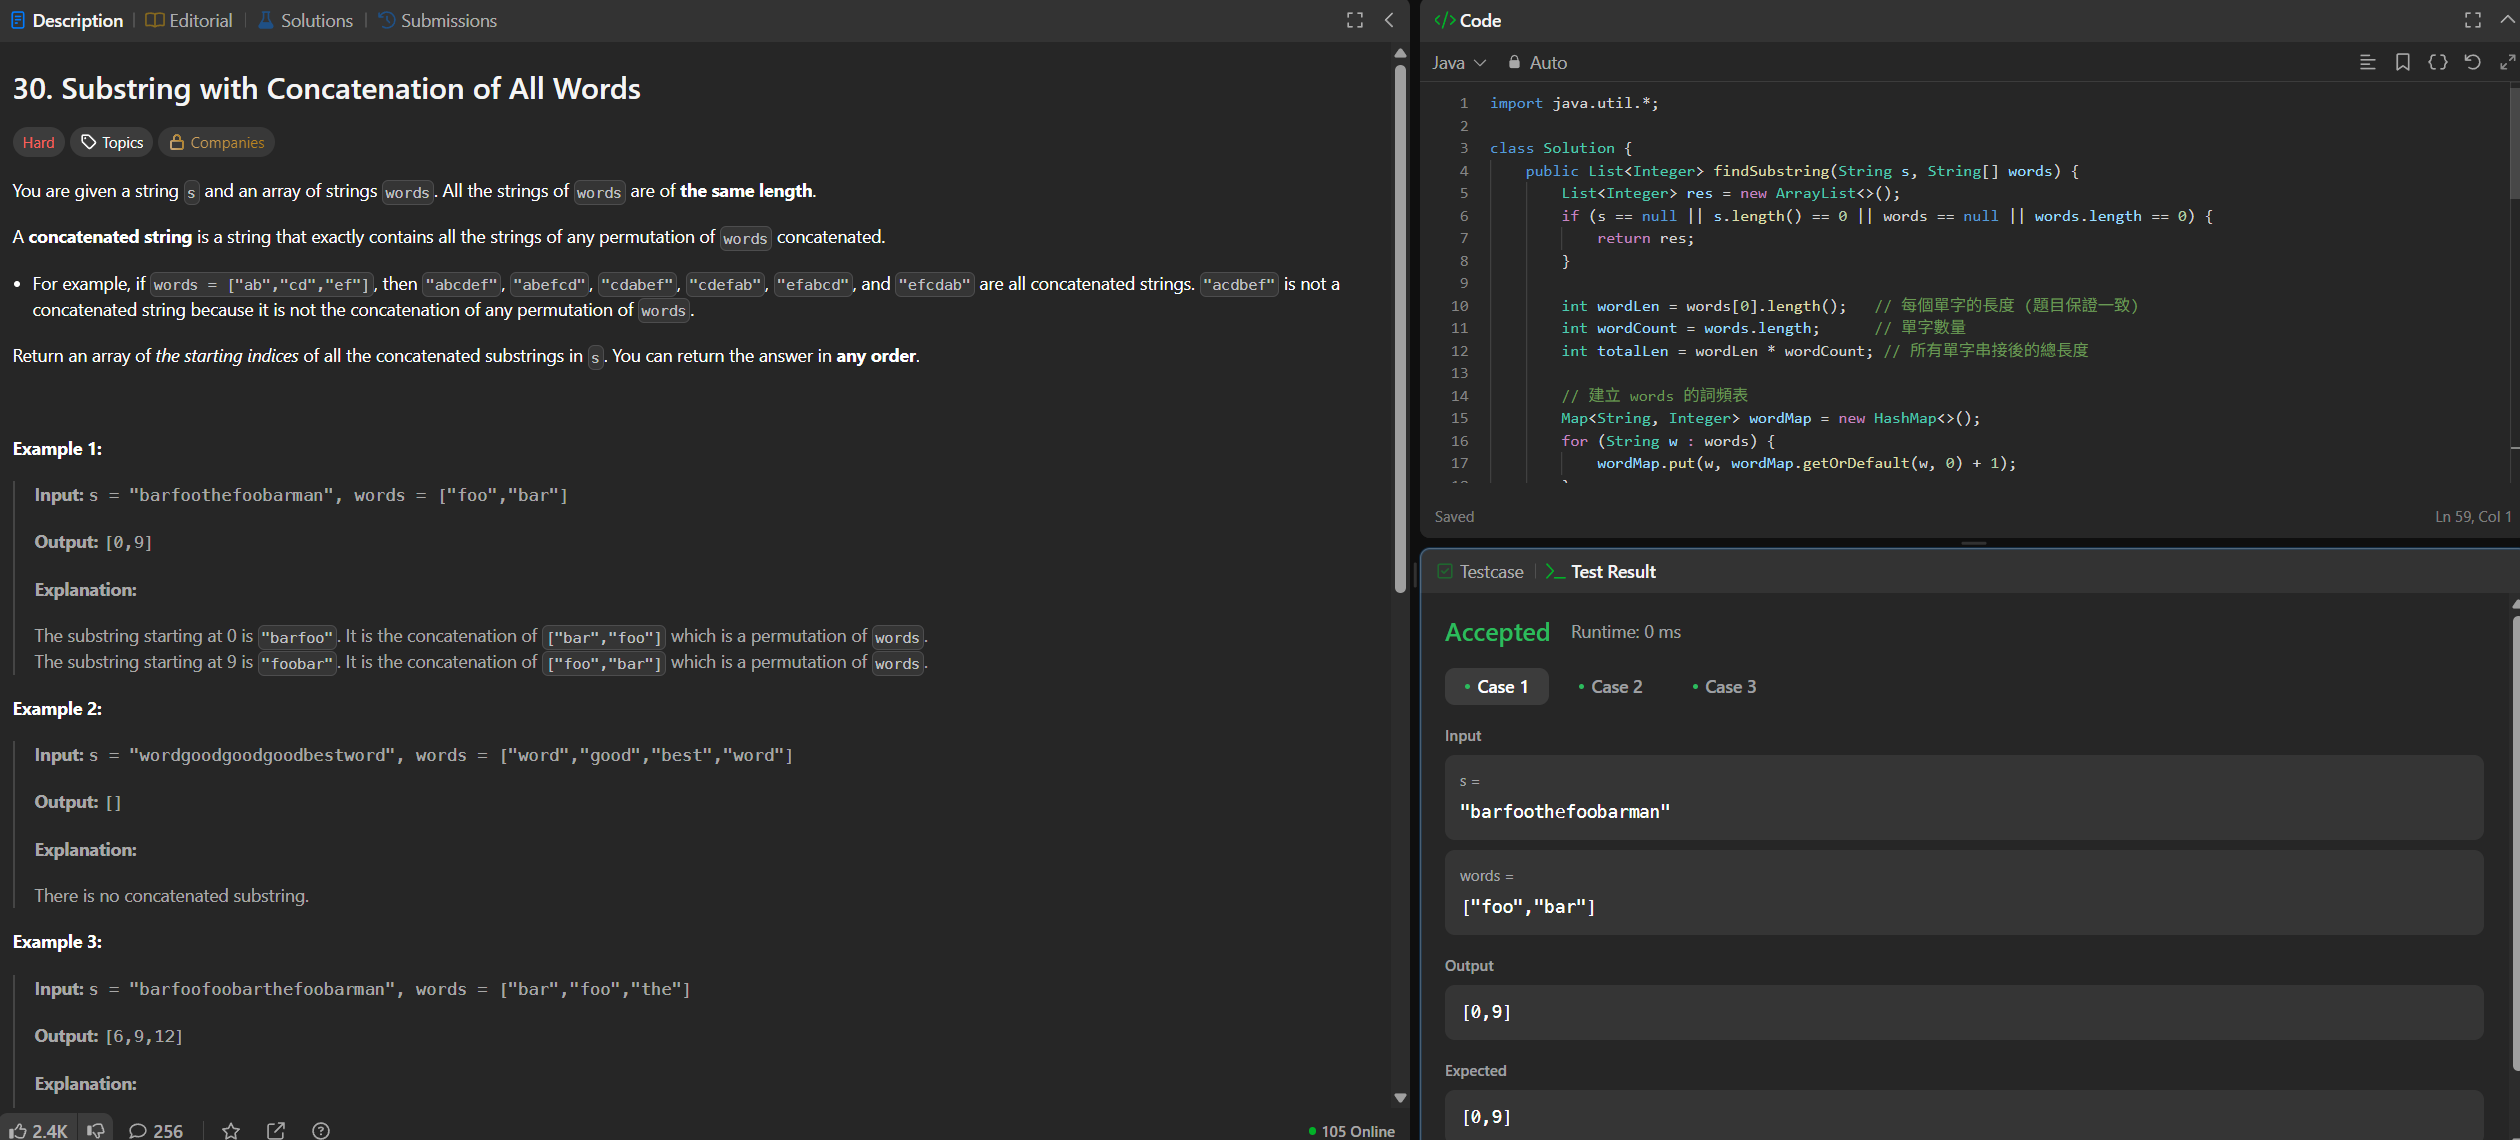 Description | Editorial | Solutions | Submissions
30. Substring with Concatenation of All Words
Hard Topics Companies
You are given a string s and an array of strings words. All the strings of words are of the same length.
A concatenated string is a string that exactly contains all the strings of any permutation of words concatenated.
• For example, if words = ["ab","cd","ef"], then "abcdef", "abefcd", "cdabef", "cdefab", "efabcd", and "efcdab" are all concatenated strings. "acdbef" is not a
concatenated string because it is not the concatenation of any permutation of words.
Return an array of the starting indices of all the concatenated substrings in s. You can return the answer in any order.
Example 1:
Input: s = "barfoothefoobarman", words = ["foo","bar"]
Output: [0,9]
Explanation:
The substring starting at 0 is "barfoo". It is the concatenation of ["bar","foo"] which is a permutation of words.
The substring starting at 9 is "foobar". It is the concatenation of ["foo","bar"] which is a permutation of words.
Example 2:
Input: s = "wordgoodgoodgoodbestword", words = ["word","good","best","word"]
Output: []
Explanation:
There is no concatenated substring.
Example 3:
Input: s = "barfoofoobarthefoobarman", words = ["bar","foo","the"]
Output: [6,9,12]
Explanation:
2.4K 256
105 Online
</> Code
Java Auto
1 import java.util.*;
2
3 class Solution {
4 public List<Integer> findSubstring(String s, String[] words) {
5 List<Integer> res = new ArrayList<>();
6 if (s == null || s.length() == 0 || words == null || words.length == 0) {
7 return res;
8 }
9
10 int wordLen = words[0].length(); // 每個單字的長度 (題目保證一致)
11 int wordCount = words.length; // 單字數量
12 int totalLen = wordLen * wordCount; // 所有單字串接後的總長度
13
14 // 建立 words 的詞頻表
15 Map<String, Integer> wordMap = new HashMap<>();
16 for (String w : words) {
17 wordMap.put(w, wordMap.getOrDefault(w, 0) + 1);
Saved
Ln 59, Col 1
Testcase | >_ Test Result
Accepted Runtime: 0 ms
• Case 1 • Case 2 • Case 3
Input
s =
"barfoothefoobarman"
words =
["foo","bar"]
Output
[0,9]
Expected
[0,9]